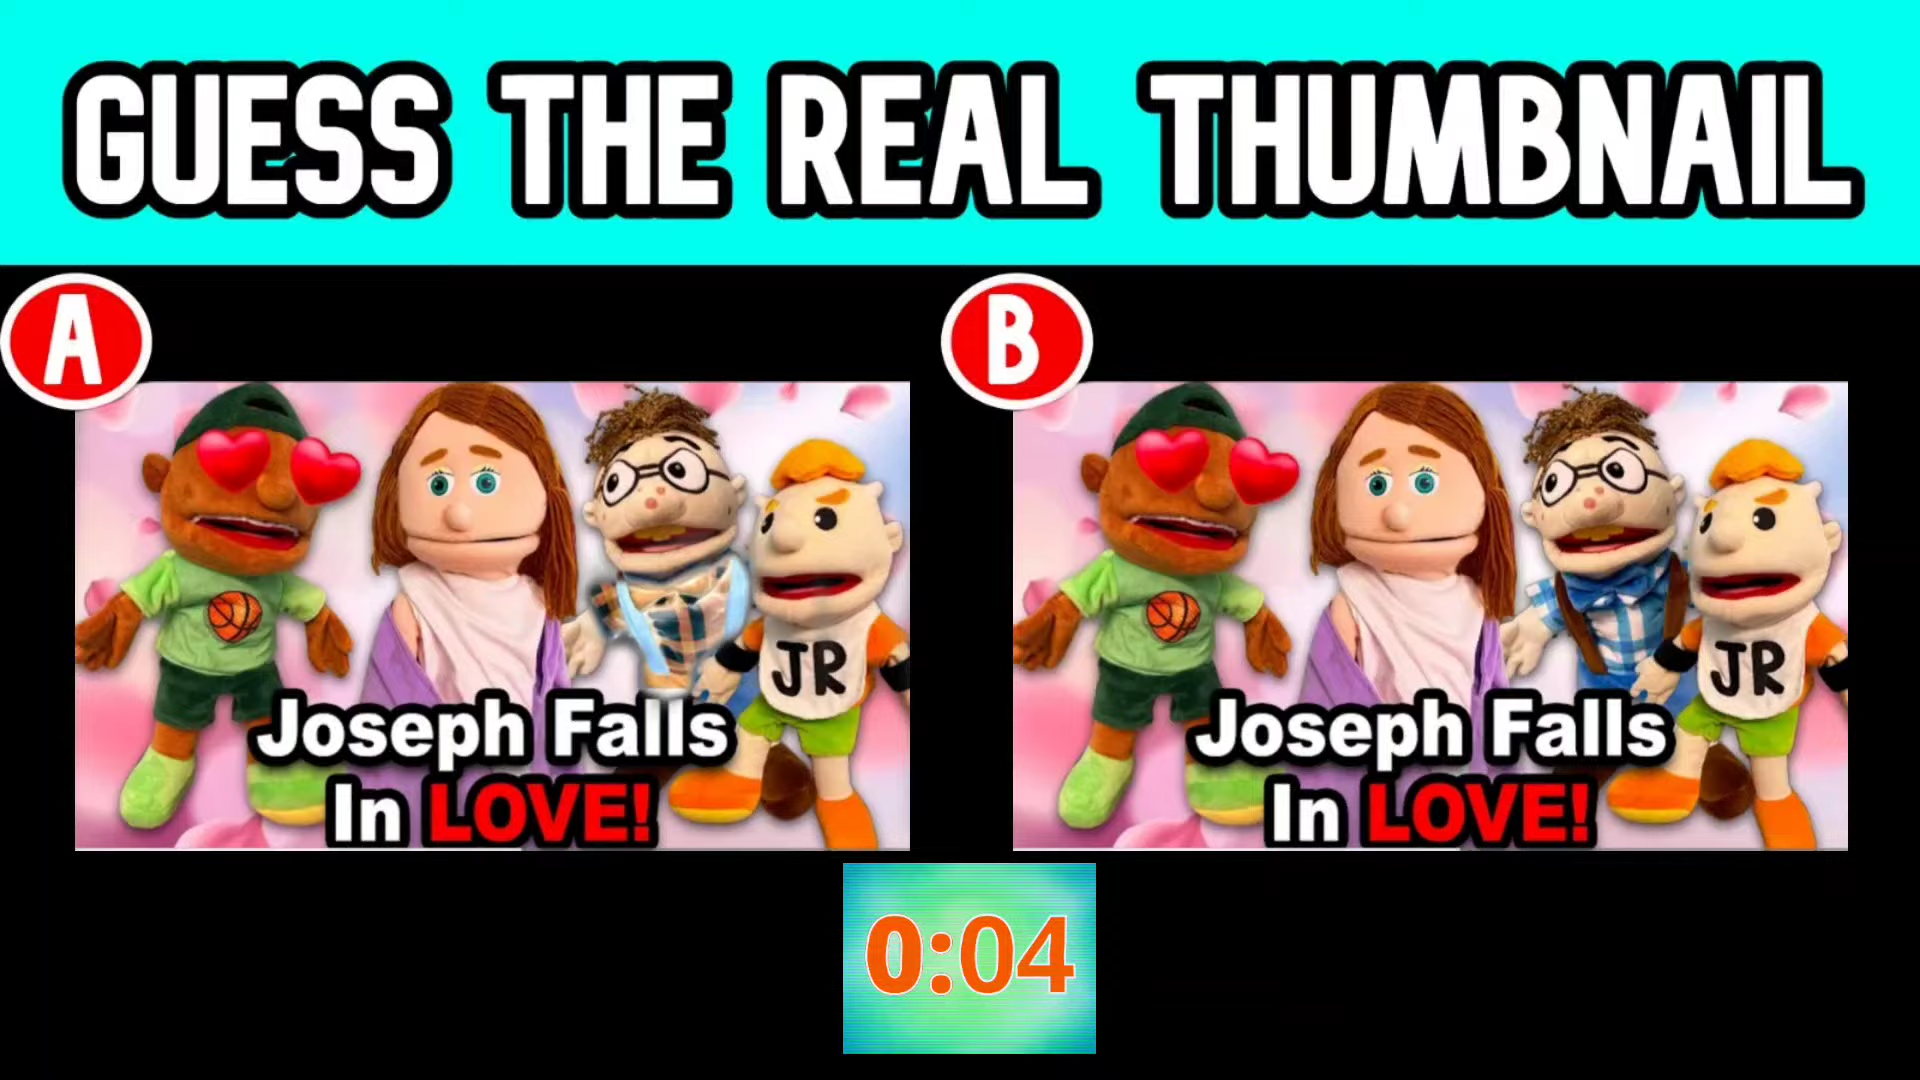 GUESS THE REAL THUMBNAIL
A
B
JR
Joseph Falls
In LOVE!
JR
Joseph Falls
In LOVE!
0:04